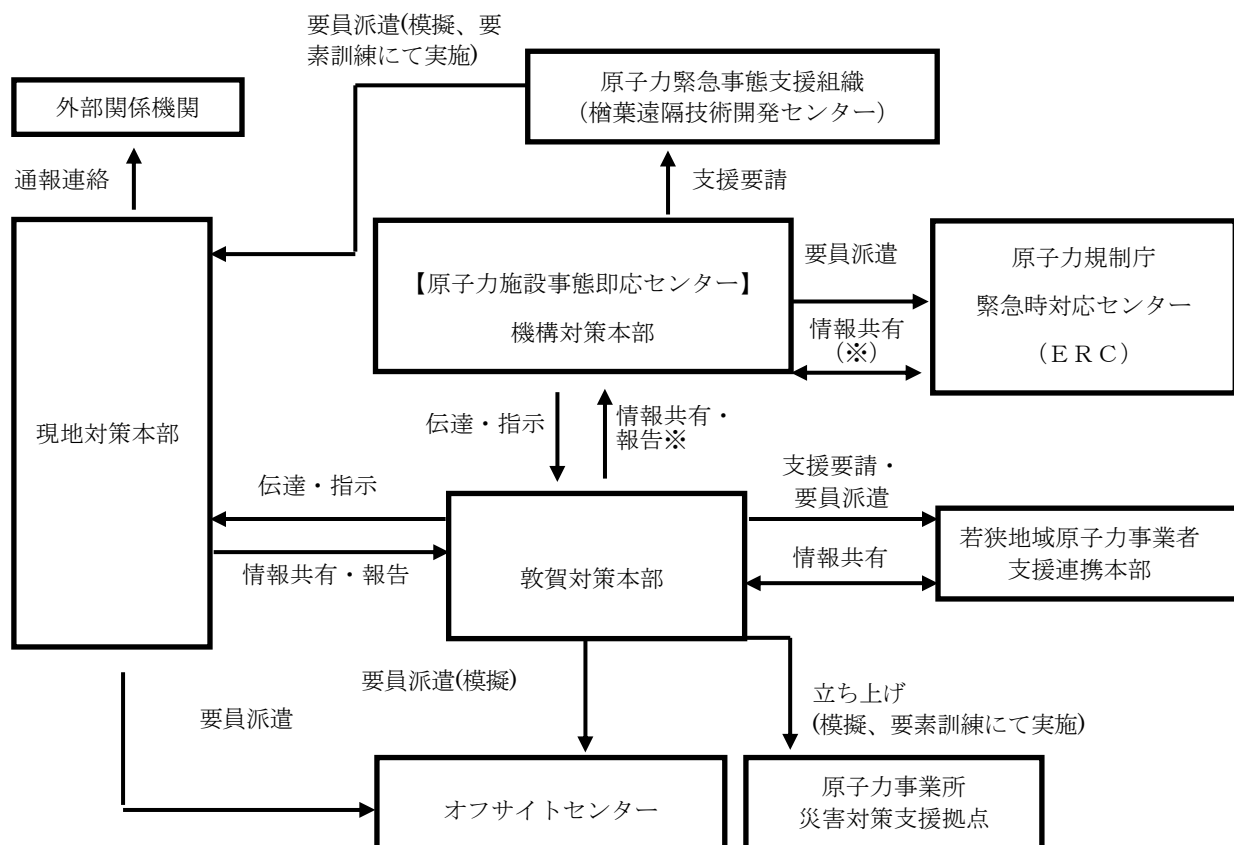 要員派遣(模擬、要
素訓練にて実施)
原子力緊急事態支援組織
（楢葉遠隔技術開発センター）
外部関係機関
通報連絡
支援要請
【原子力施設事態即応センター】
機構対策本部
要員派遣
情報共有
（※）
原子力規制庁
緊急時対応センター
（ＥＲＣ）
現地対策本部
伝達・指示
情報共有・
報告※
伝達・指示
情報共有・報告
敦賀対策本部
支援要請・
要員派遣
情報共有
若狭地域原子力事業者
支援連携本部
要員派遣(模擬)
要員派遣
立ち上げ
(模擬、要素訓練にて実施)
オフサイトセンター
原子力事業所
災害対策支援拠点